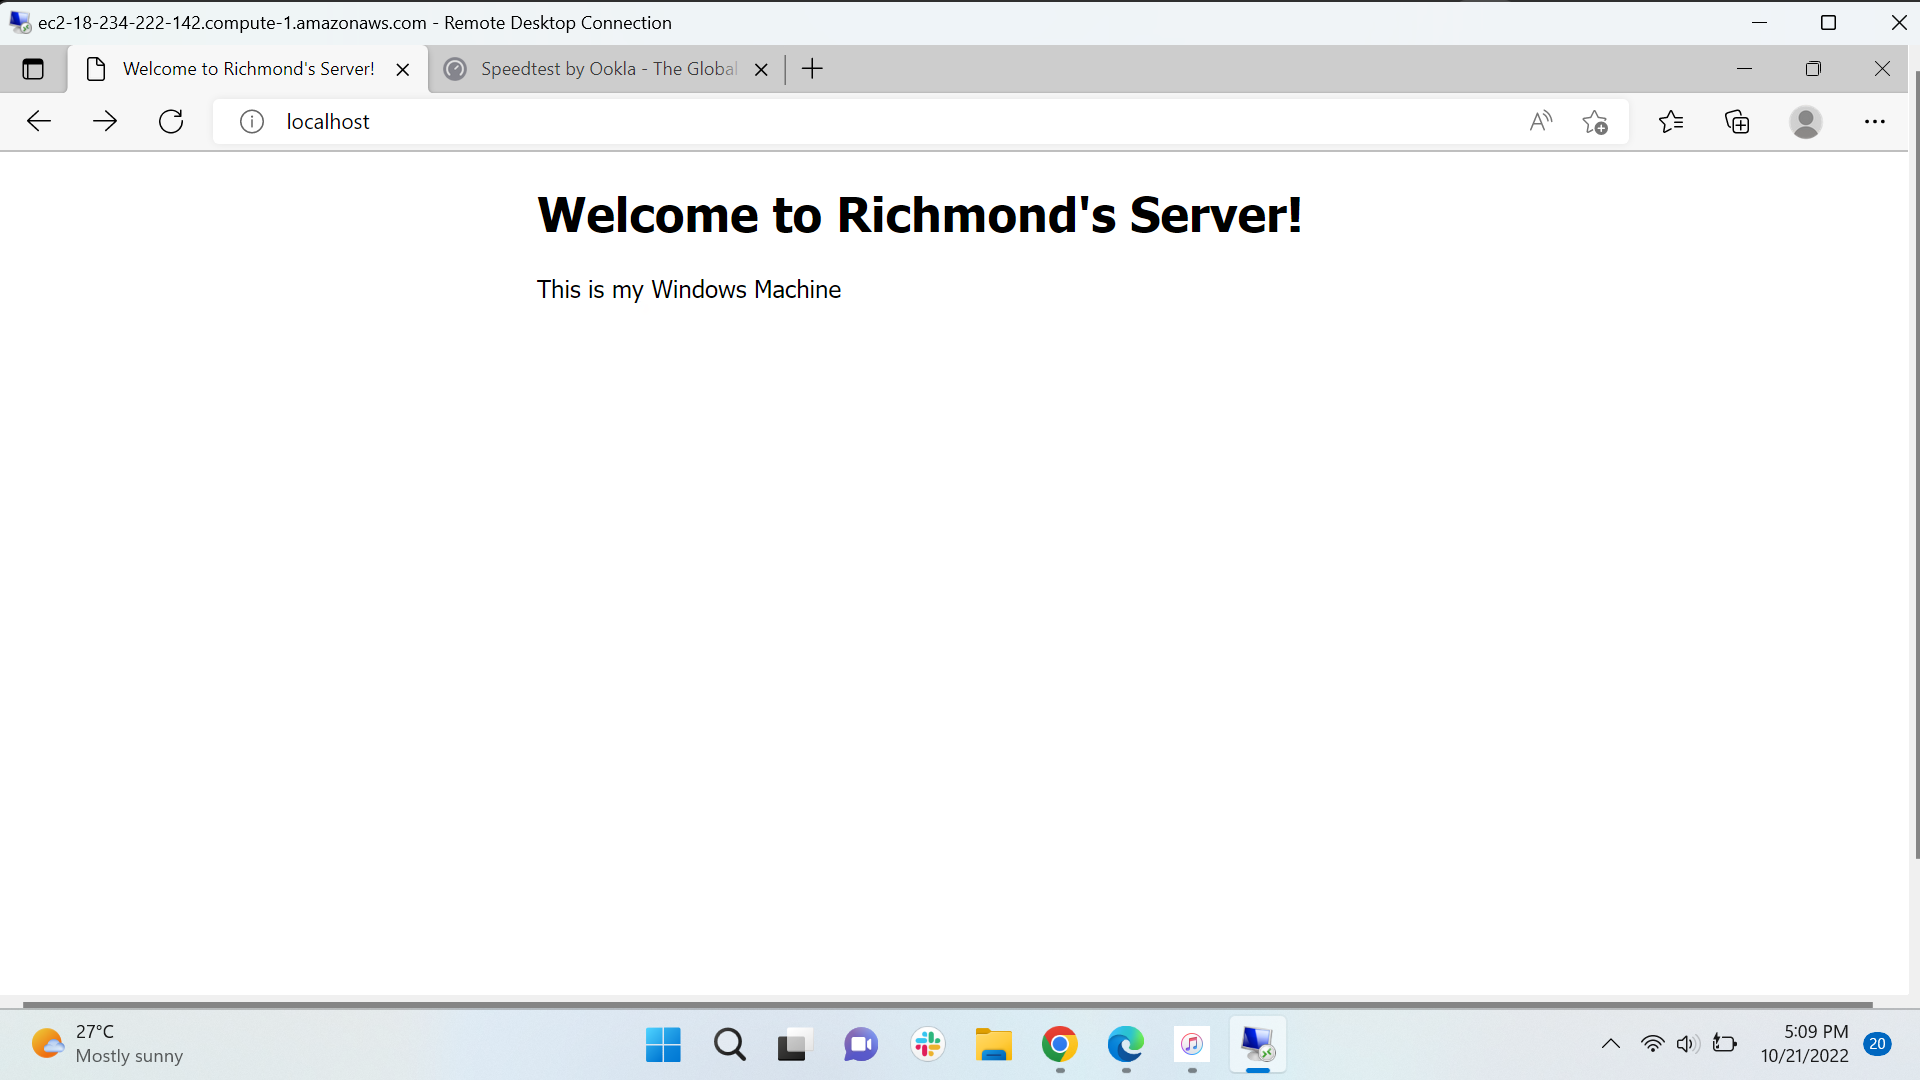 ec2-18-234-222-142.compute-1.amazonaws.com - Remote Desktop Connection
Welcome to Richmond's Server!
Speedtest by Ookla - The Global
localhost
Welcome to Richmond's Server!
This is my Windows Machine
27°C
Mostly sunny
5:09 PM
10/21/2022
20